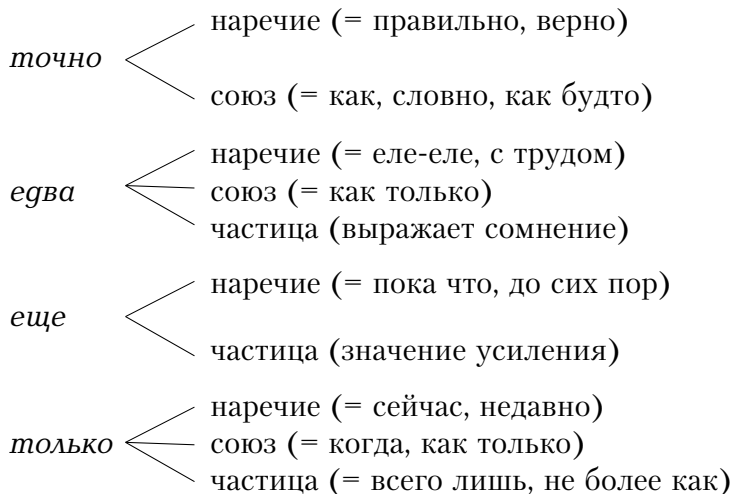 наречие (= правильно, верно)
точно
союз (= как, словно, как будто)
наречие (= еле-еле, с трудом)
едва
союз (= как только)
частица (выражает сомнение)
наречие (= пока что, до сих пор)
еще
частица (значение усиления)
наречие (= сейчас, недавно)
только
союз (= когда, как только)
частица (= всего лишь, не более как)